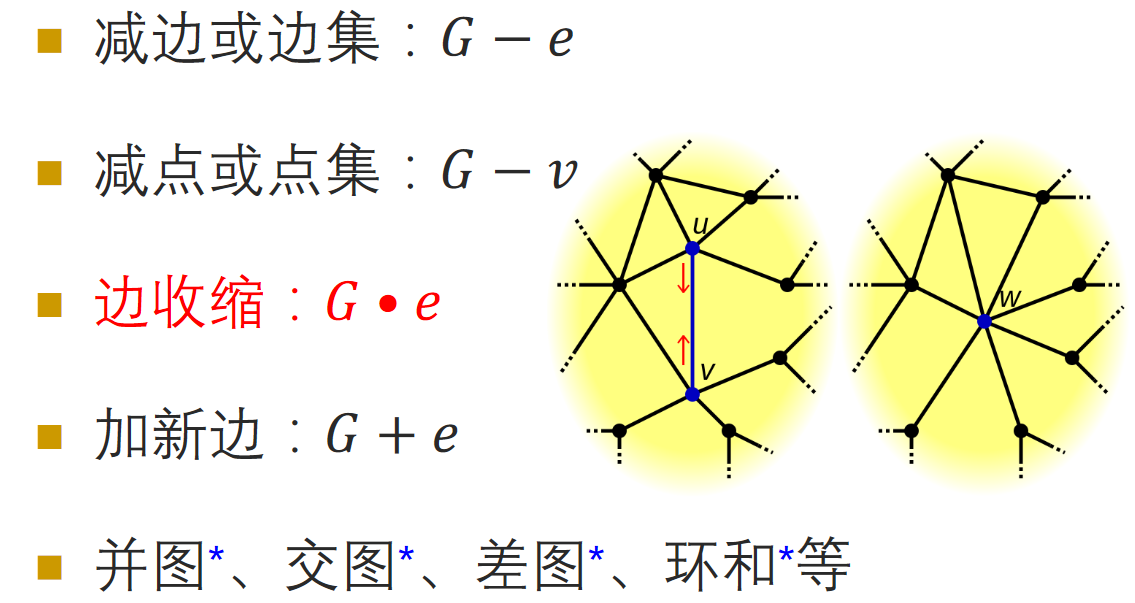 减边或边集：G − e
减点或点集：G − v
边收缩：G • e
加新边：G + e
并图*、交图*、差图*、环和*等
u
v
w